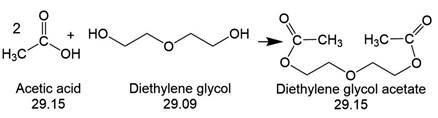 2 H₃C O OH + HO O OH O CH₃ O H₃C O O O
Acetic acid Diethylene glycol Diethylene glycol acetate
29.15 29.09 29.15